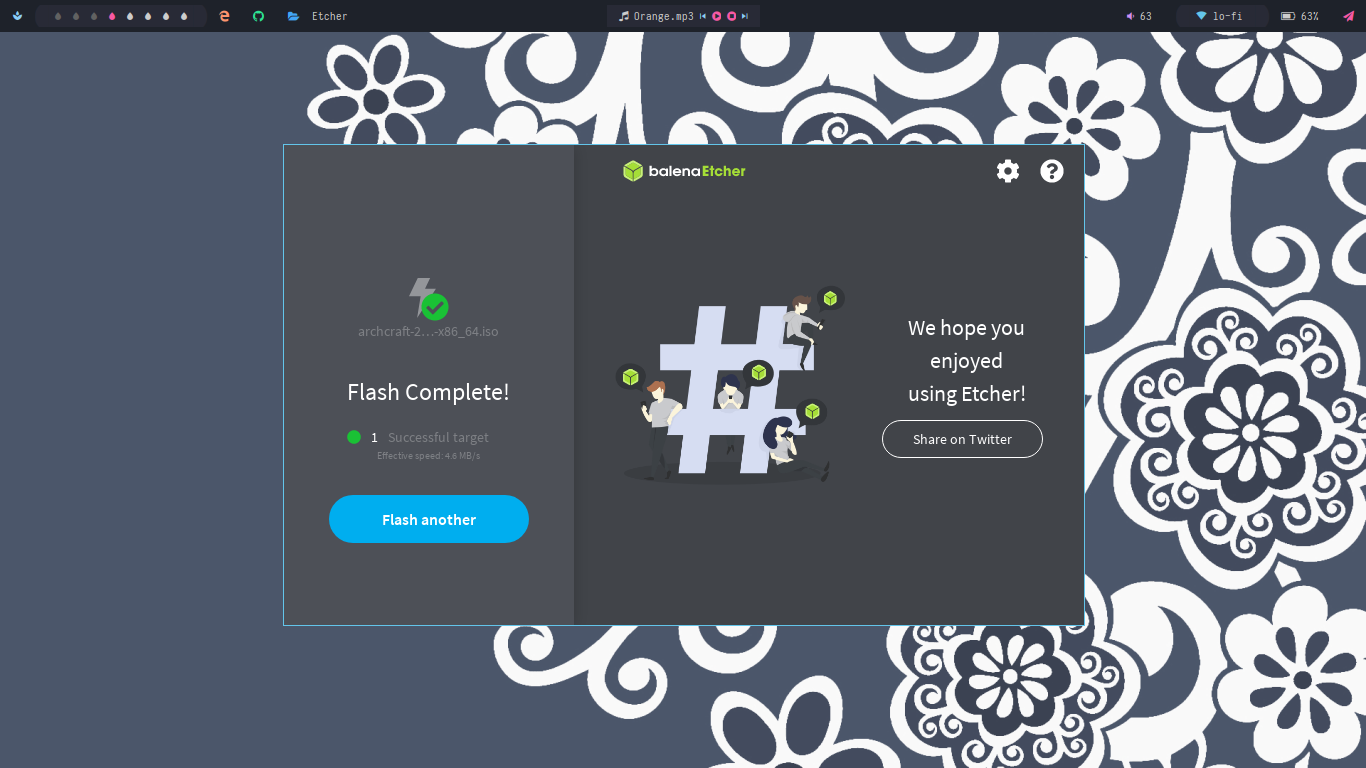 Etcher
Orange.mp3
63
lo-fi
63%
balenaEtcher
archcraft-2...-x86_64.iso
Flash Complete!
1 Successful target
Effective speed: 4.6 MB/s
Flash another
We hope you
enjoyed
using Etcher!
Share on Twitter